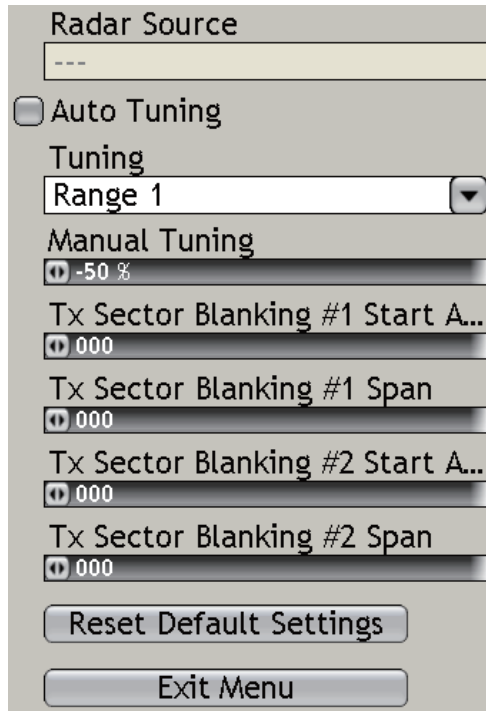 Radar Source
---
Auto Tuning
Tuning
Range 1
Manual Tuning
-50 %
Tx Sector Blanking #1 Start A...
000
Tx Sector Blanking #1 Span
000
Tx Sector Blanking #2 Start A...
000
Tx Sector Blanking #2 Span
000
Reset Default Settings
Exit Menu